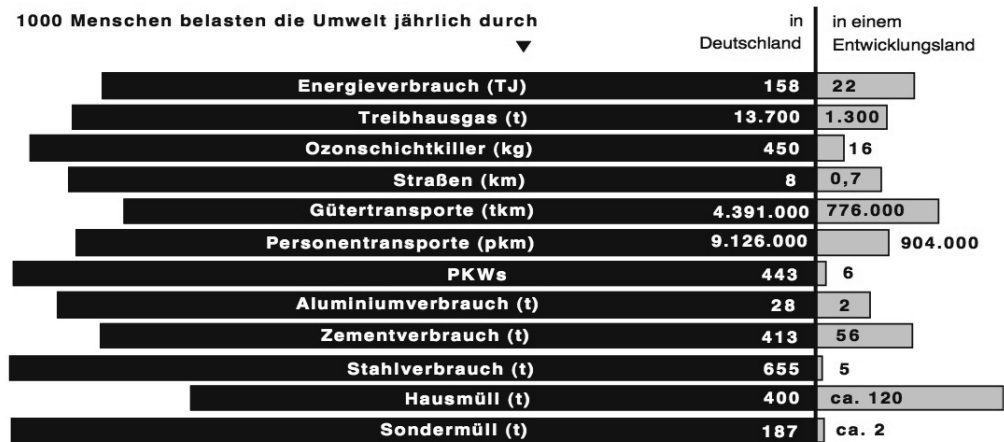 1000 Menschen belasten die Umwelt jährlich durch in in einem
Deutschland Entwicklungsland
Energieverbrauch (TJ) 158 22
Treibhausgas (t) 13.700 1.300
Ozonschichtkiller (kg) 450 16
Straßen (km) 8 0,7
Gütertransporte (tkm) 4.391.000 776.000
Personentransporte (pkm) 9.126.000 904.000
PKWs 443 6
Aluminiumverbrauch (t) 28 2
Zementverbrauch (t) 413 56
Stahlverbrauch (t) 655 5
Hausmüll (t) 400 ca. 120
Sondermüll (t) 187 ca. 2